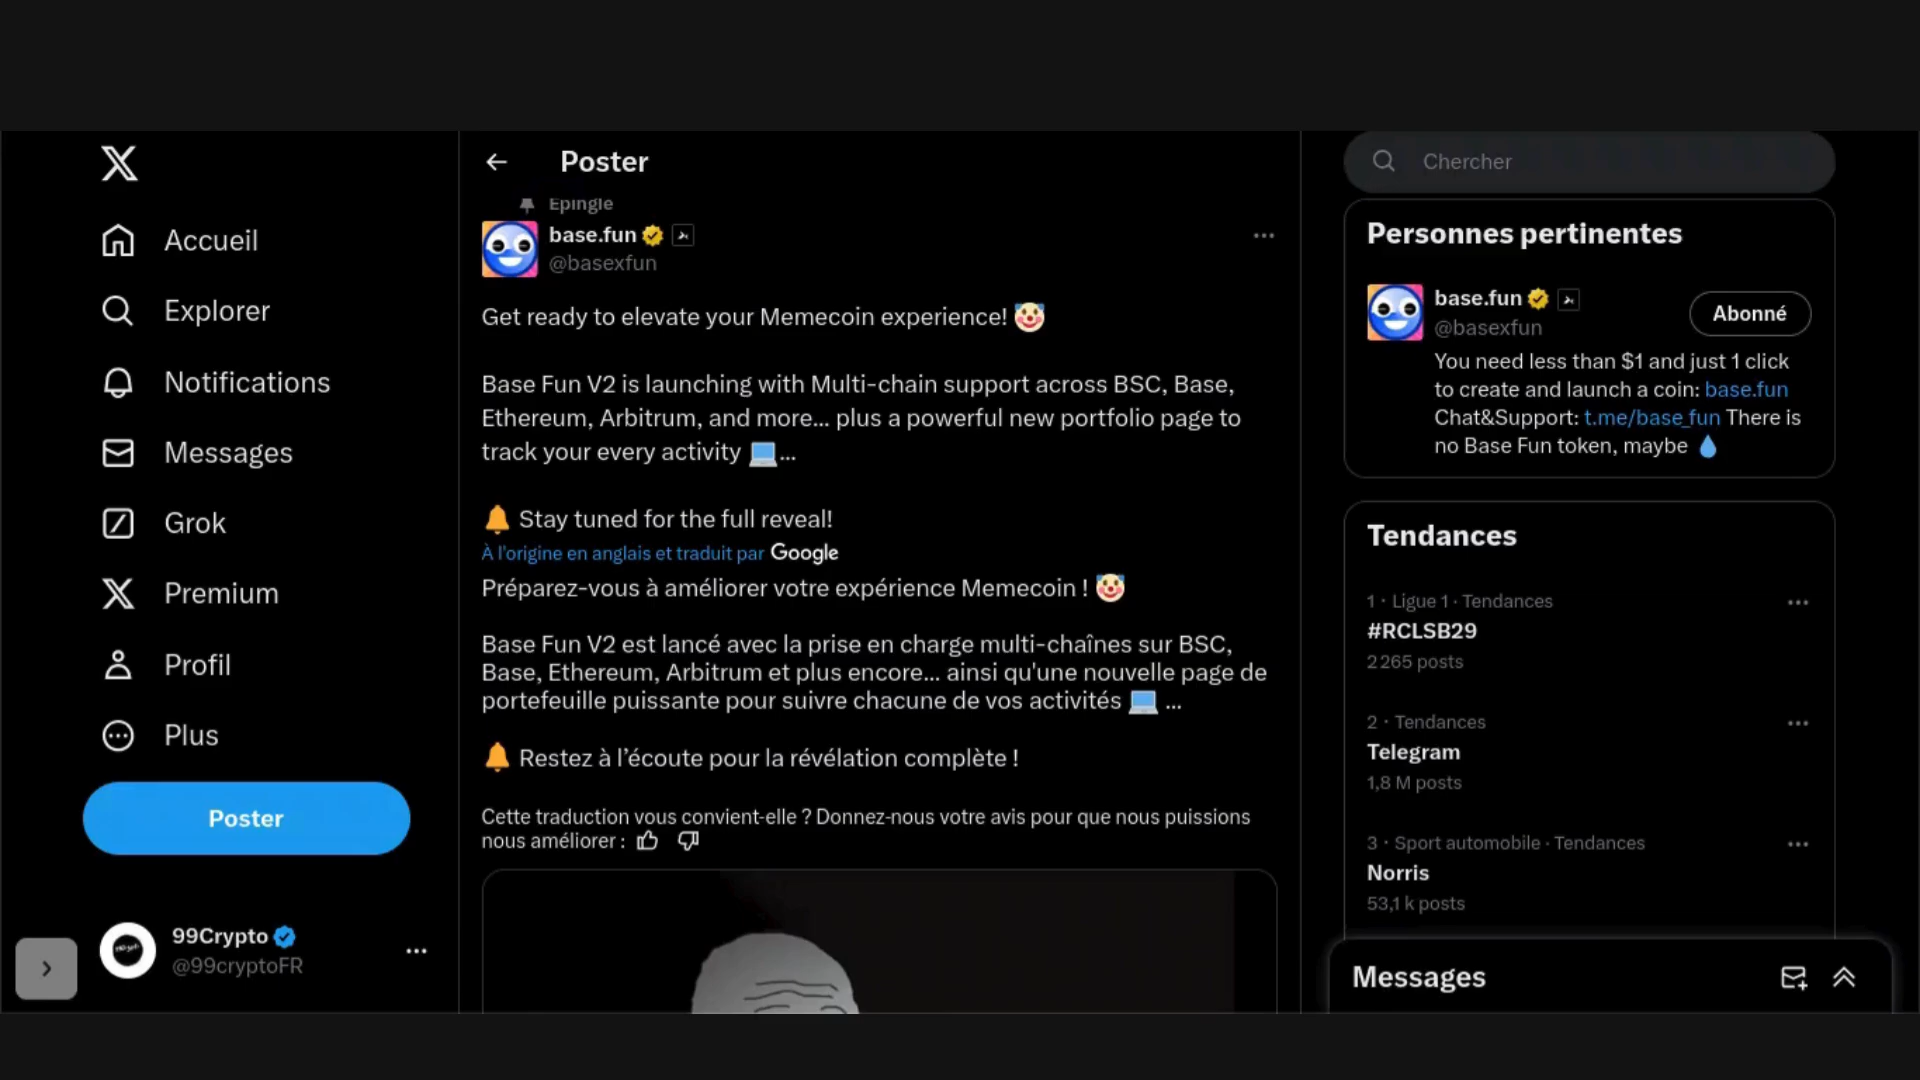 Accueil
Explorer
Notifications
Messages
Grok
Premium
Profil
Plus
Poster
99Crypto
@99cryptoFR
Poster
Épinglé
base.fun
@basexfun
Get ready to elevate your Memecoin experience! 🤡
Base Fun V2 is launching with Multi-chain support across BSC, Base,
Ethereum, Arbitrum, and more... plus a powerful new portfolio page to
track your every activity 💻...
🔔 Stay tuned for the full reveal!
À l'origine en anglais et traduit par Google
Préparez-vous à améliorer votre expérience Memecoin ! 🤡
Base Fun V2 est lancé avec la prise en charge multi-chaînes sur BSC,
Base, Ethereum, Arbitrum et plus encore... ainsi qu'une nouvelle page de
portefeuille puissante pour suivre chacune de vos activités 💻 ...
🔔 Restez à l’écoute pour la révélation complète !
Cette traduction vous convient-elle ? Donnez-nous votre avis pour que nous puissions
nous améliorer :
Chercher
Personnes pertinentes
base.fun
@basexfun
Abonné
You need less than $1 and just 1 click
to create and launch a coin: base.fun
Chat&Support: t.me/base_fun There is
no Base Fun token, maybe 💧
Tendances
1 · Ligue 1 · Tendances
#RCLSB29
2 265 posts
2 · Tendances
Telegram
1,8 M posts
3 · Sport automobile · Tendances
Norris
53,1 k posts
Messages